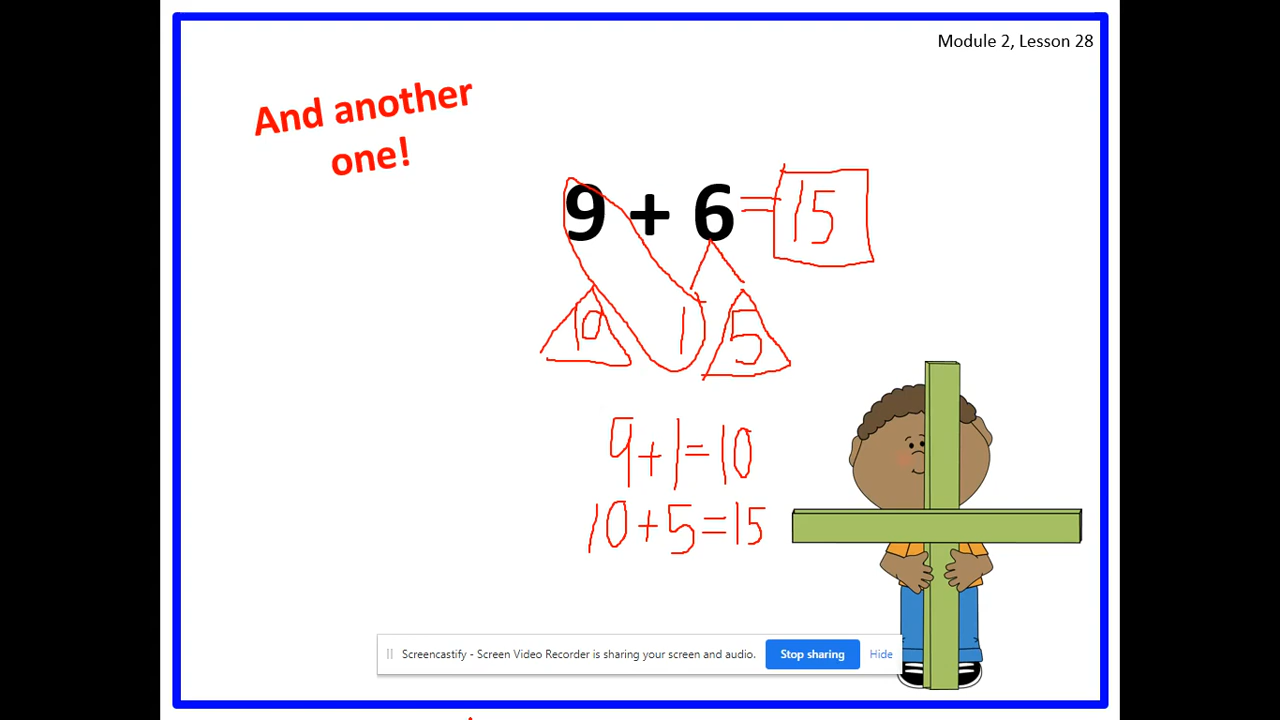 Module 2, Lesson 28
And another
one!
9 + 6 = 15
10 1 5
9+1=10
10+5=15
Screencastify - Screen Video Recorder is sharing your screen and audio. Stop sharing Hide